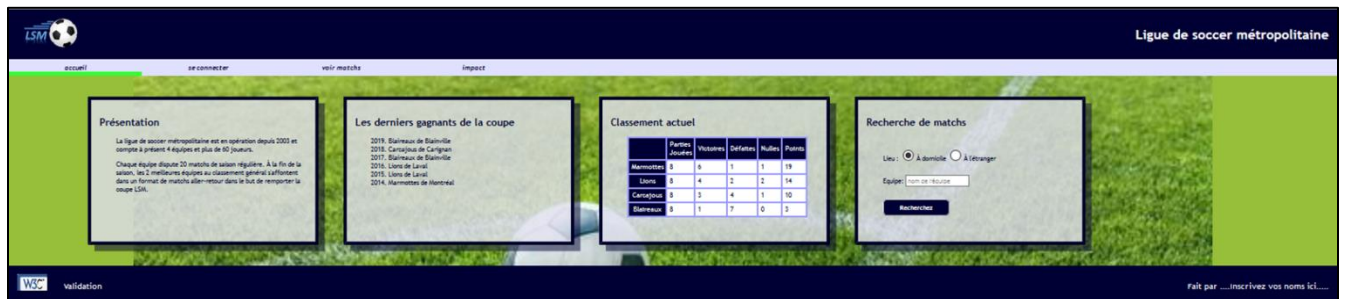 LSM
Ligue de soccer métropolitaine
accueil
se connecter
voir matchs
impact
Présentation
La ligue de soccer métropolitaine est en opération depuis 2003 et
compte à présent 4 équipes et plus de 60 joueurs.
Chaque équipe dispute 20 matchs de saison régulière. À la fin de la
saison, les 2 meilleures équipes au classement général s'affontent
dans un format de matchs aller-retour dans le but de remporter la
coupe LSM.
Les derniers gagnants de la coupe
2019, Blaireaux de Blainville
2018, Carcajous de Carignan
2017, Blaireaux de Blainville
2016, Lions de Laval
2015, Lions de Laval
2014, Marmottes de Montréal
Classement actuel
Parties Jouées Victoires Défaites Nulles Points
Marmottes 8 6 1 1 19
Lions 8 4 2 2 14
Carcajous 8 3 4 1 10
Blaireaux 8 1 7 0 3
Recherche de matchs
Lieu : À domicile À l'étranger
Equipe: nom de l'équipe
Recherchez
W3C Validation
Fait par ....Inscrivez vos noms ici.....